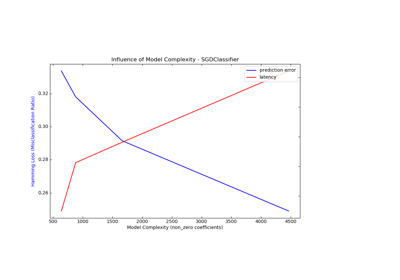 Influence of Model Complexity - SGDClassifier
prediction error
latency
Hamming Loss (Misclassification Ratio)
0.32
0.30
0.28
0.26
500 1000 1500 2000 2500 3000 3500 4000 4500
Model Complexity (non_zero coefficients)